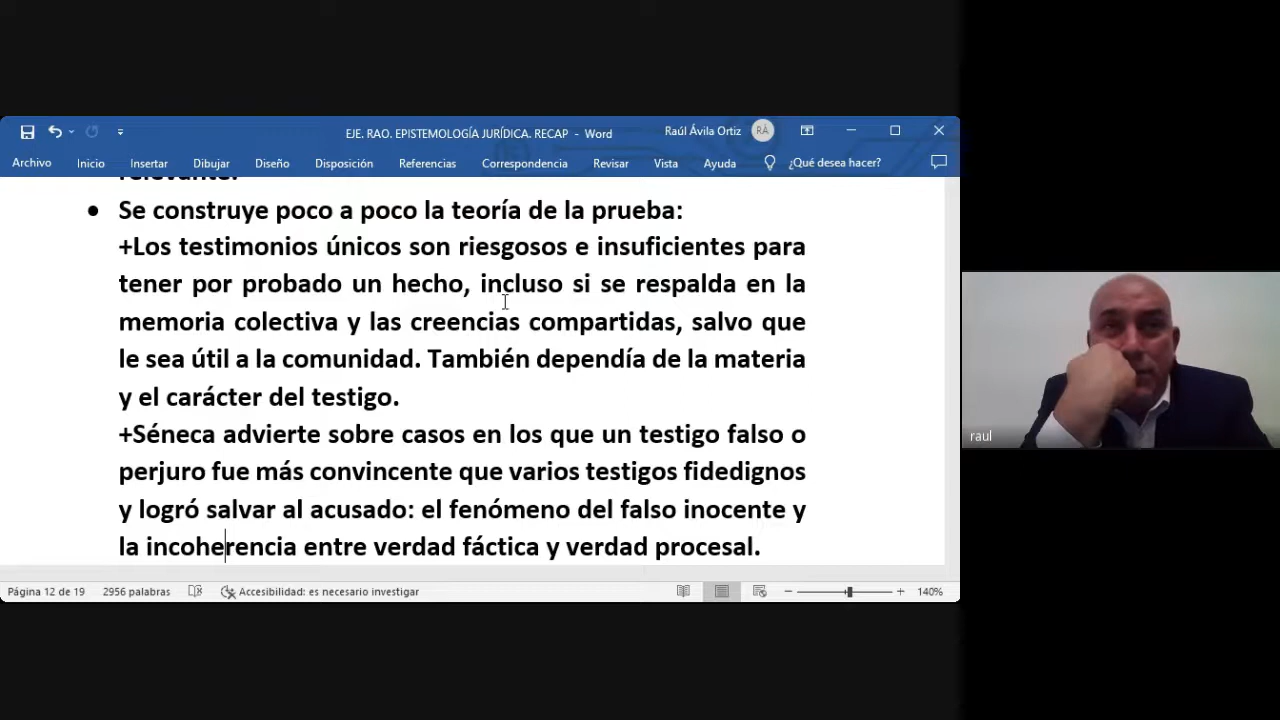 EJE. RAO. EPISTEMOLOGÍA JURÍDICA. RECAP - Word
Raúl Ávila Ortiz
RÁ
Archivo Inicio Insertar Dibujar Diseño Disposición Referencias Correspondencia Revisar Vista Ayuda ¿Qué desea hacer?
relevante.
• Se construye poco a poco la teoría de la prueba:
+Los testimonios únicos son riesgosos e insuficientes para
tener por probado un hecho, incluso si se respalda en la
memoria colectiva y las creencias compartidas, salvo que
le sea útil a la comunidad. También dependía de la materia
y el carácter del testigo.
+Séneca advierte sobre casos en los que un testigo falso o
perjuro fue más convincente que varios testigos fidedignos
y logró salvar al acusado: el fenómeno del falso inocente y
la incoherencia entre verdad fáctica y verdad procesal.
Página 12 de 19 2956 palabras Accesibilidad: es necesario investigar 140%
raul